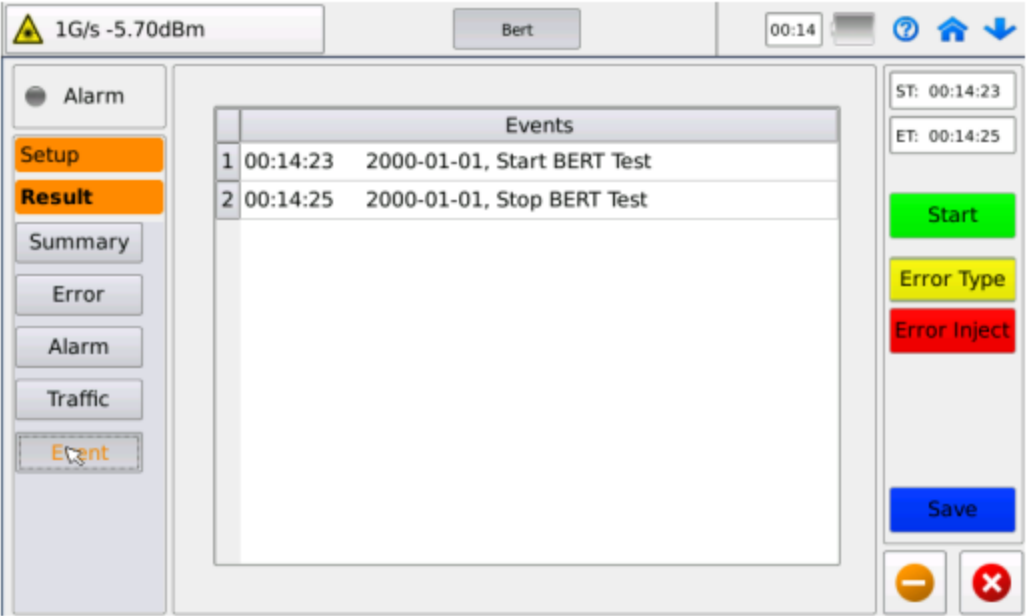 1G/s -5.70dBm
Bert
00:14
Alarm
Setup
Result
Summary
Error
Alarm
Traffic
Event
Events
1 00:14:23 2000-01-01, Start BERT Test
2 00:14:25 2000-01-01, Stop BERT Test
ST: 00:14:23
ET: 00:14:25
Start
Error Type
Error Inject
Save